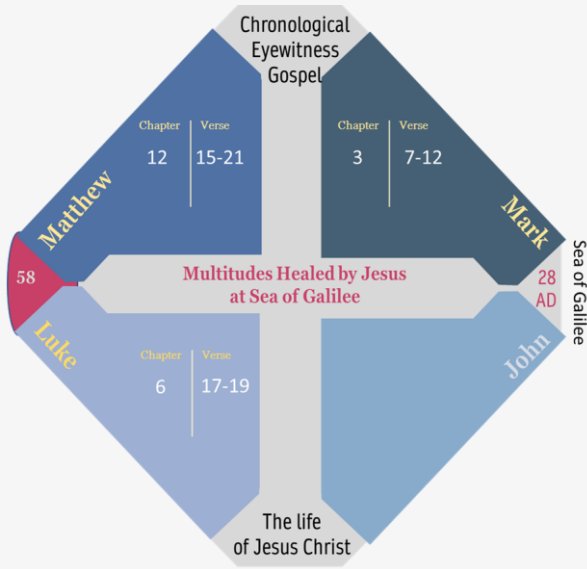 Chronological
Eyewitness
Gospel
Matthew
Chapter Verse
12 15-21
Mark
Chapter Verse
3 7-12
58
Multitudes Healed by Jesus
at Sea of Galilee
28
AD
Sea of Galilee
Luke
Chapter Verse
6 17-19
John
The life
of Jesus Christ